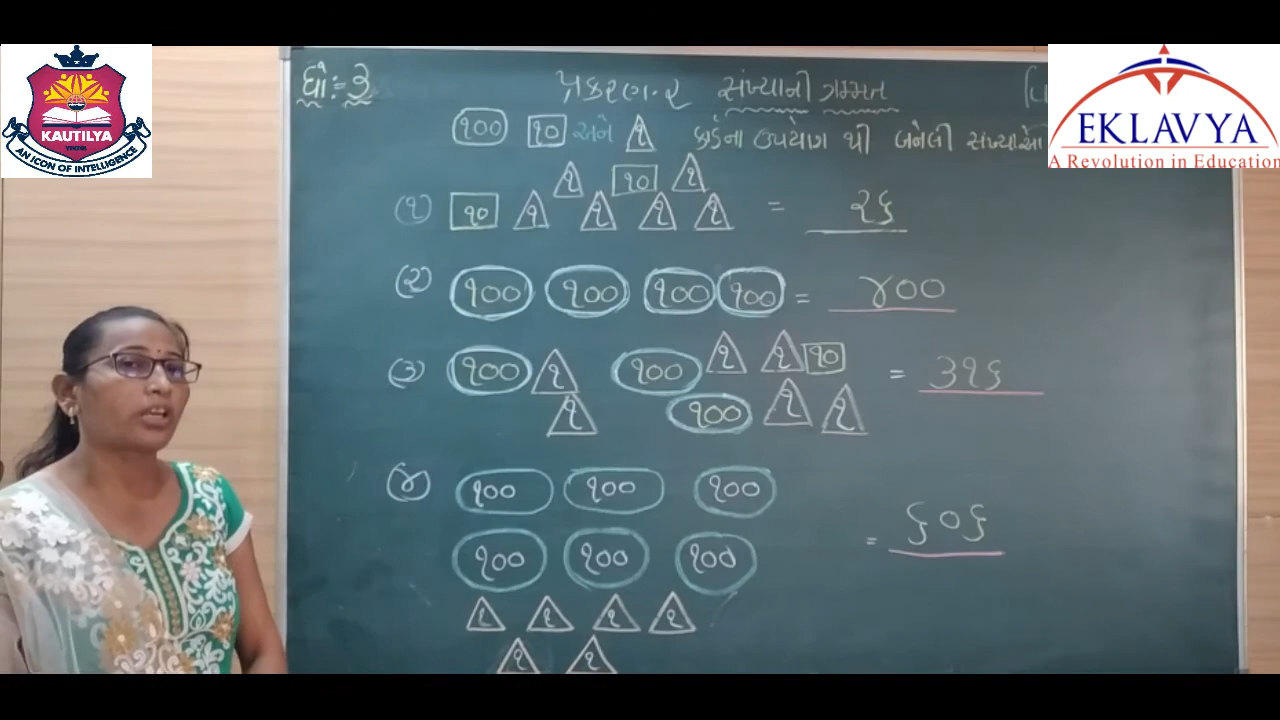 KAUTILYA
AN ICON OF INTELLIGENCE
EKLAVYA
A Revolution in Education
ધોઃ-૩ પ્રકરણ-૨ સંખ્યાની ગમ્મત
૧૦૦ ૧૦ અને ૧ કાર્ડના ઉપયોગ થી બનેલી સંખ્યાઓ
૧ ૧૦ ૧
(૧) ૧૦ ૧ ૧ ૧ ૧ = ૨૬
(૨) ૧૦૦ ૧૦૦ ૧૦૦ ૧૦૦ = ૪૦૦
(૩) ૧૦૦ ૧ ૧૦૦ ૧ ૧ ૧૦ = ૩૧૬
૧ ૧૦૦ ૧ ૧
(૪) ૧૦૦ ૧૦૦ ૧૦૦
૧૦૦ ૧૦૦ ૧૦૦ = ૬૦૬
૧ ૧ ૧ ૧
૧ ૧